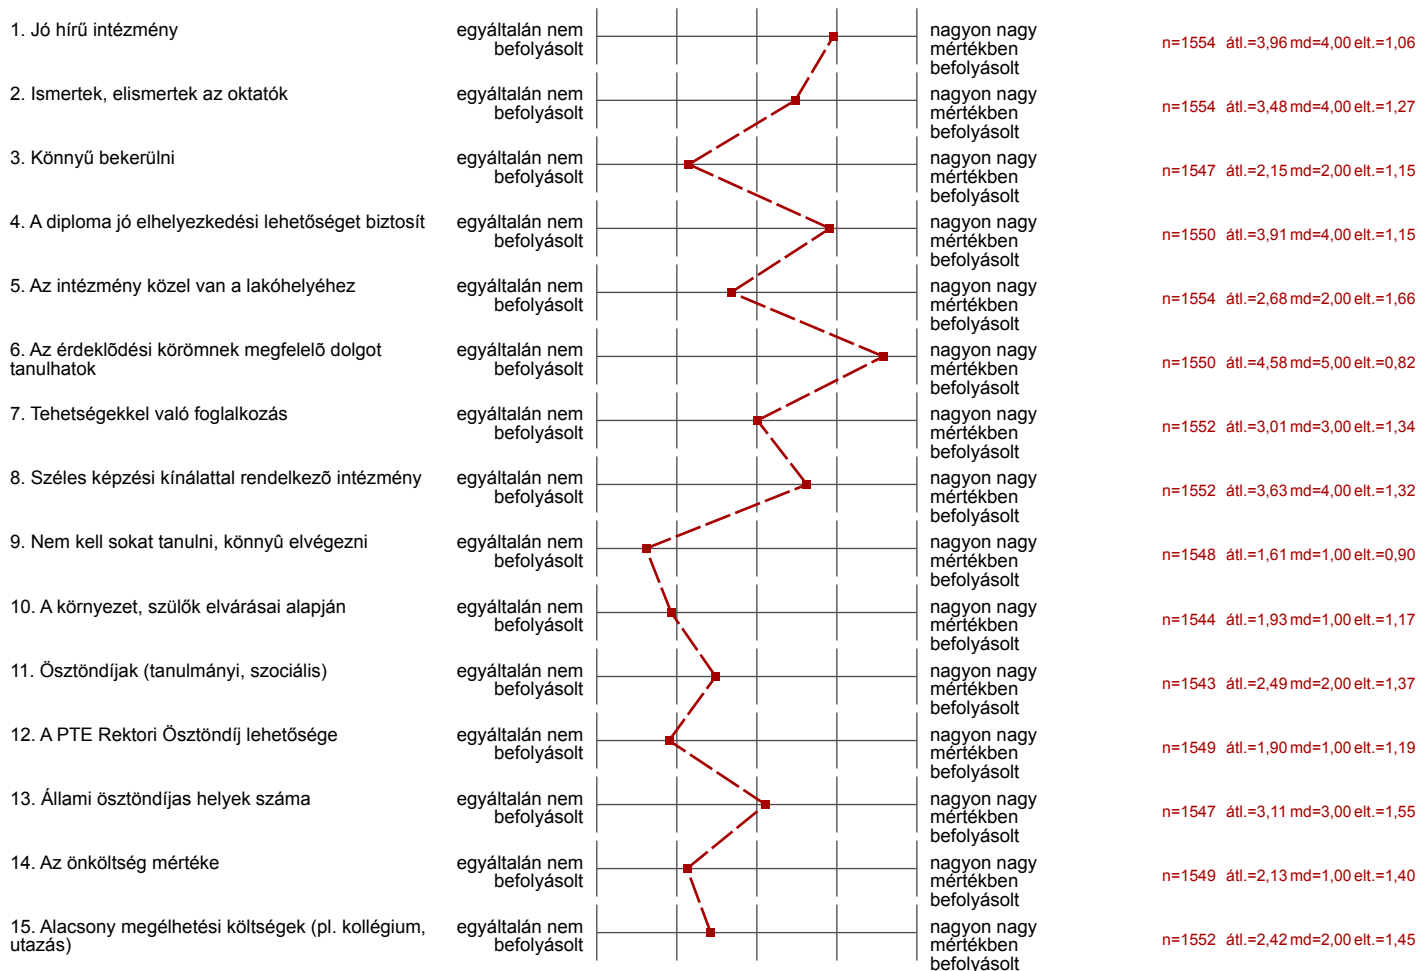 1. Jó hírű intézmény
egyáltalán nem
befolyásolt
nagyon nagy
mértékben
befolyásolt
n=1554 átl.=3,96 md=4,00 elt.=1,06
2. Ismertek, elismertek az oktatók
egyáltalán nem
befolyásolt
nagyon nagy
mértékben
befolyásolt
n=1554 átl.=3,48 md=4,00 elt.=1,27
3. Könnyű bekerülni
egyáltalán nem
befolyásolt
nagyon nagy
mértékben
befolyásolt
n=1547 átl.=2,15 md=2,00 elt.=1,15
4. A diploma jó elhelyezkedési lehetőséget biztosít
egyáltalán nem
befolyásolt
nagyon nagy
mértékben
befolyásolt
n=1550 átl.=3,91 md=4,00 elt.=1,15
5. Az intézmény közel van a lakóhelyéhez
egyáltalán nem
befolyásolt
nagyon nagy
mértékben
befolyásolt
n=1554 átl.=2,68 md=2,00 elt.=1,66
6. Az érdeklõdési körömnek megfelelõ dolgot
tanulhatok
egyáltalán nem
befolyásolt
nagyon nagy
mértékben
befolyásolt
n=1550 átl.=4,58 md=5,00 elt.=0,82
7. Tehetségekkel való foglalkozás
egyáltalán nem
befolyásolt
nagyon nagy
mértékben
befolyásolt
n=1552 átl.=3,01 md=3,00 elt.=1,34
8. Széles képzési kínálattal rendelkezõ intézmény
egyáltalán nem
befolyásolt
nagyon nagy
mértékben
befolyásolt
n=1552 átl.=3,63 md=4,00 elt.=1,32
9. Nem kell sokat tanulni, könnyû elvégezni
egyáltalán nem
befolyásolt
nagyon nagy
mértékben
befolyásolt
n=1548 átl.=1,61 md=1,00 elt.=0,90
10. A környezet, szülők elvárásai alapján
egyáltalán nem
befolyásolt
nagyon nagy
mértékben
befolyásolt
n=1544 átl.=1,93 md=1,00 elt.=1,17
11. Ösztöndíjak (tanulmányi, szociális)
egyáltalán nem
befolyásolt
nagyon nagy
mértékben
befolyásolt
n=1543 átl.=2,49 md=2,00 elt.=1,37
12. A PTE Rektori Ösztöndíj lehetősége
egyáltalán nem
befolyásolt
nagyon nagy
mértékben
befolyásolt
n=1549 átl.=1,90 md=1,00 elt.=1,19
13. Állami ösztöndíjas helyek száma
egyáltalán nem
befolyásolt
nagyon nagy
mértékben
befolyásolt
n=1547 átl.=3,11 md=3,00 elt.=1,55
14. Az önköltség mértéke
egyáltalán nem
befolyásolt
nagyon nagy
mértékben
befolyásolt
n=1549 átl.=2,13 md=1,00 elt.=1,40
15. Alacsony megélhetési költségek (pl. kollégium,
utazás)
egyáltalán nem
befolyásolt
nagyon nagy
mértékben
befolyásolt
n=1552 átl.=2,42 md=2,00 elt.=1,45